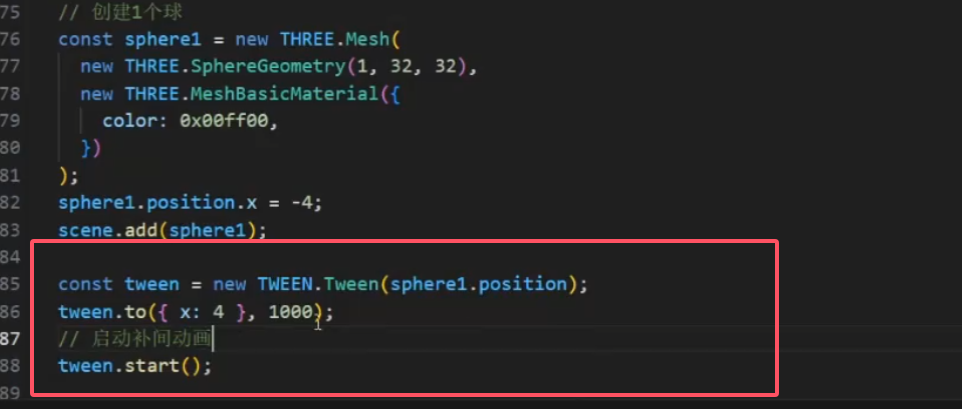 75 // 创建1个球
76 const sphere1 = new THREE.Mesh(
77 new THREE.SphereGeometry(1, 32, 32),
78 new THREE.MeshBasicMaterial({
79 color: 0x00ff00,
80 })
81 );
82 sphere1.position.x = -4;
83 scene.add(sphere1);
84
85 const tween = new TWEEN.Tween(sphere1.position);
86 tween.to({ x: 4 }, 1000);
87 // 启动补间动画
88 tween.start();
89